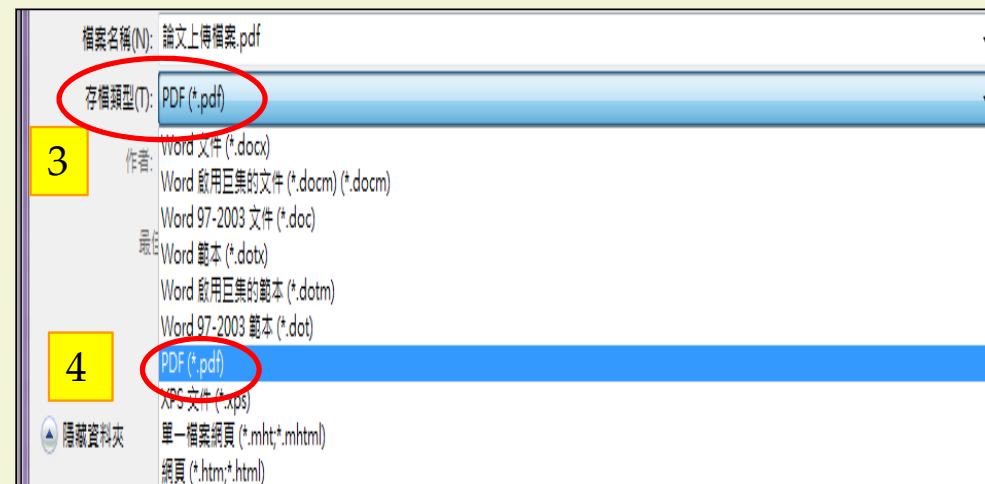 檔案名稱(N): 論文上傳檔案.pdf
存檔類型(T): PDF (*.pdf)
3
作者:
Word 文件 (*.docx)
Word 啟用巨集的文件 (*.docm) (*.docm)
Word 97-2003 文件 (*.doc)
最佳
Word 範本 (*.dotx)
Word 啟用巨集的範本 (*.dotm)
Word 97-2003 範本 (*.dot)
4
PDF (*.pdf)
XPS 文件 (*.xps)
隱藏資料夾
單一檔案網頁 (*.mht;*.mhtml)
網頁 (*.htm;*.html)